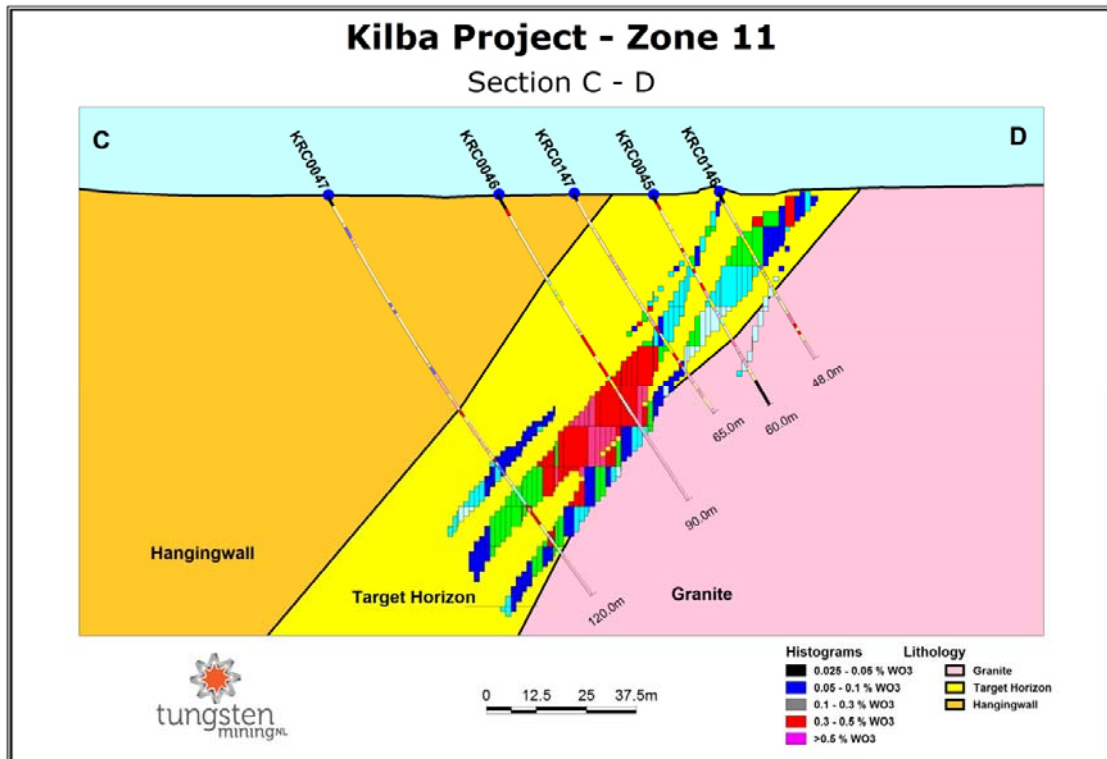 Kilba Project - Zone 11
Section C - D
C
D
KRC0047
KRC0046
KRC0147
KRC0045
KRC0146
48.0m
60.0m
65.0m
90.0m
120.0m
Hangingwall
Target Horizon
Granite
tungsten
miningNL
0 12.5 25 37.5m
Histograms
0.025 - 0.05 % WO3
0.05 - 0.1 % WO3
0.1 - 0.3 % WO3
0.3 - 0.5 % WO3
>0.5 % WO3
Lithology
Granite
Target Horizon
Hangingwall